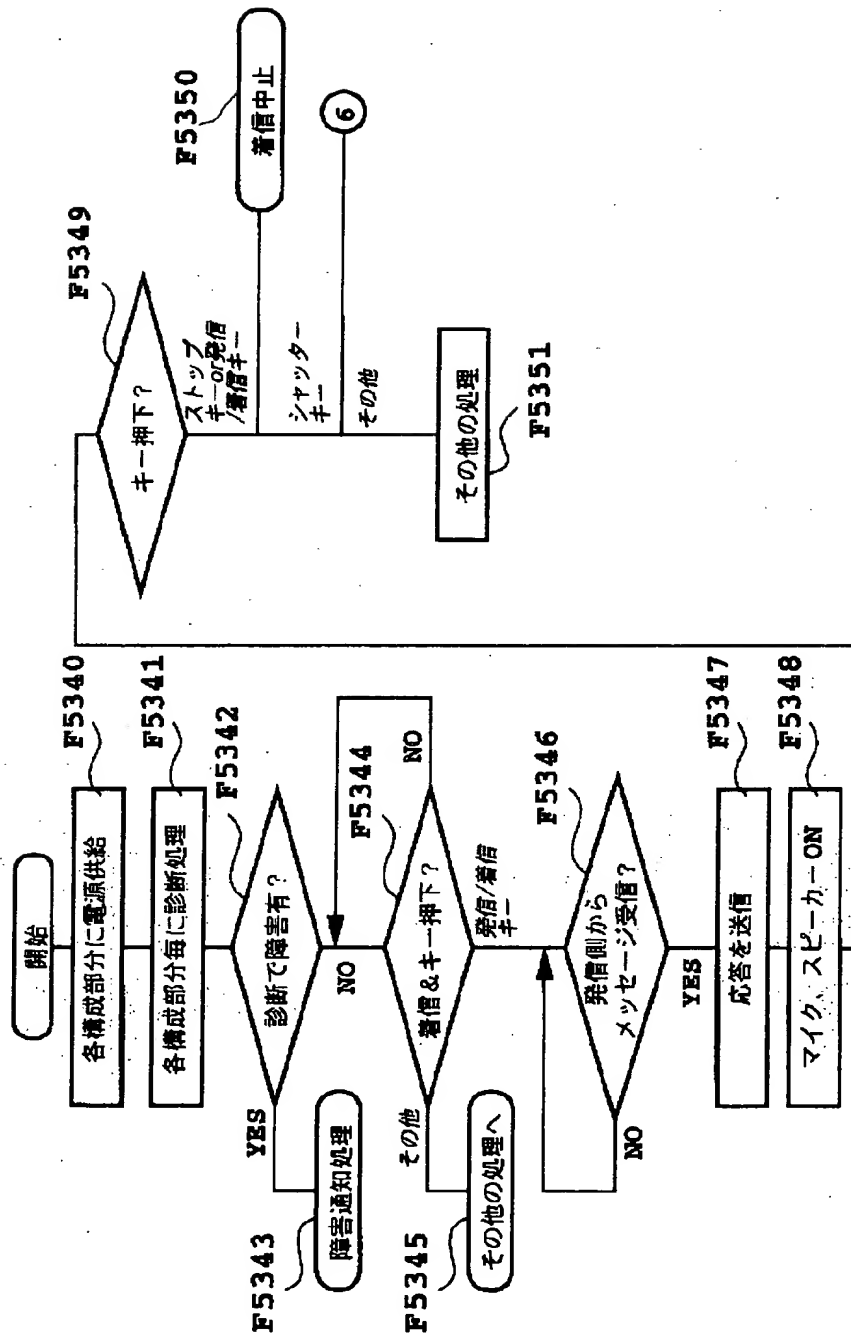 開始
各構成部分に電源供給
F5340
各構成部分毎に診断処理
F5341
診断で障害有?
F5342
YES
NO
障害通知処理
F5343
着信&キー押下?
F5344
NO
その他
発信/着信
キー
その他の処理へ
F5345
発信側から
メッセージ受信?
F5346
NO
YES
応答を送信
F5347
マイク、スピーカーON
F5348
キー押下?
F5349
ストップ
キーor発信
/着信キー
着信中止
F5350
シャッター
キー
6
その他
その他の処理
F5351